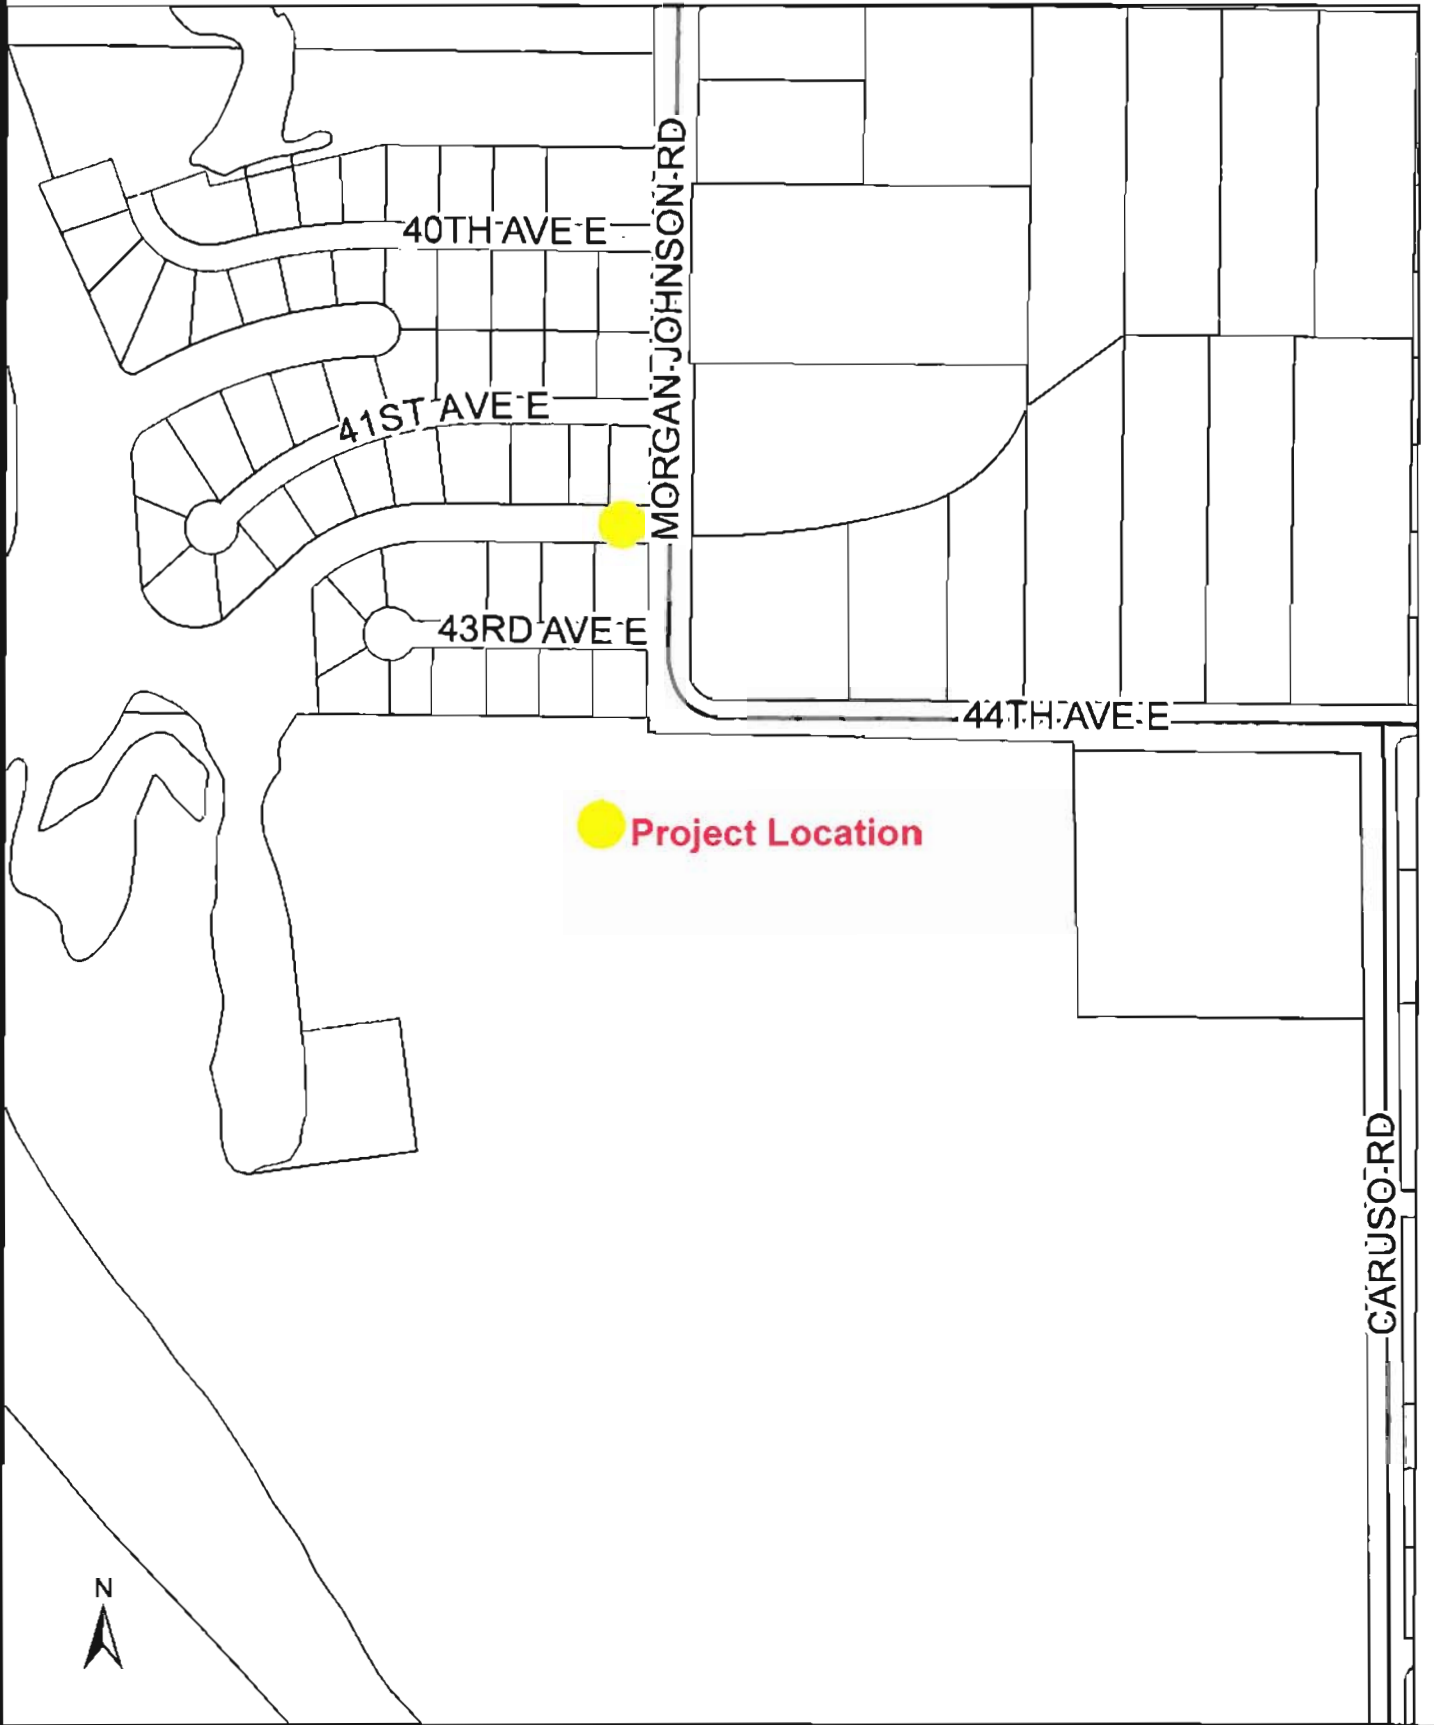 MORGAN JOHNSON RD
40TH AVE E
41ST AVE E
43RD AVE E
44TH AVE E
Project Location
CARUSO RD
N